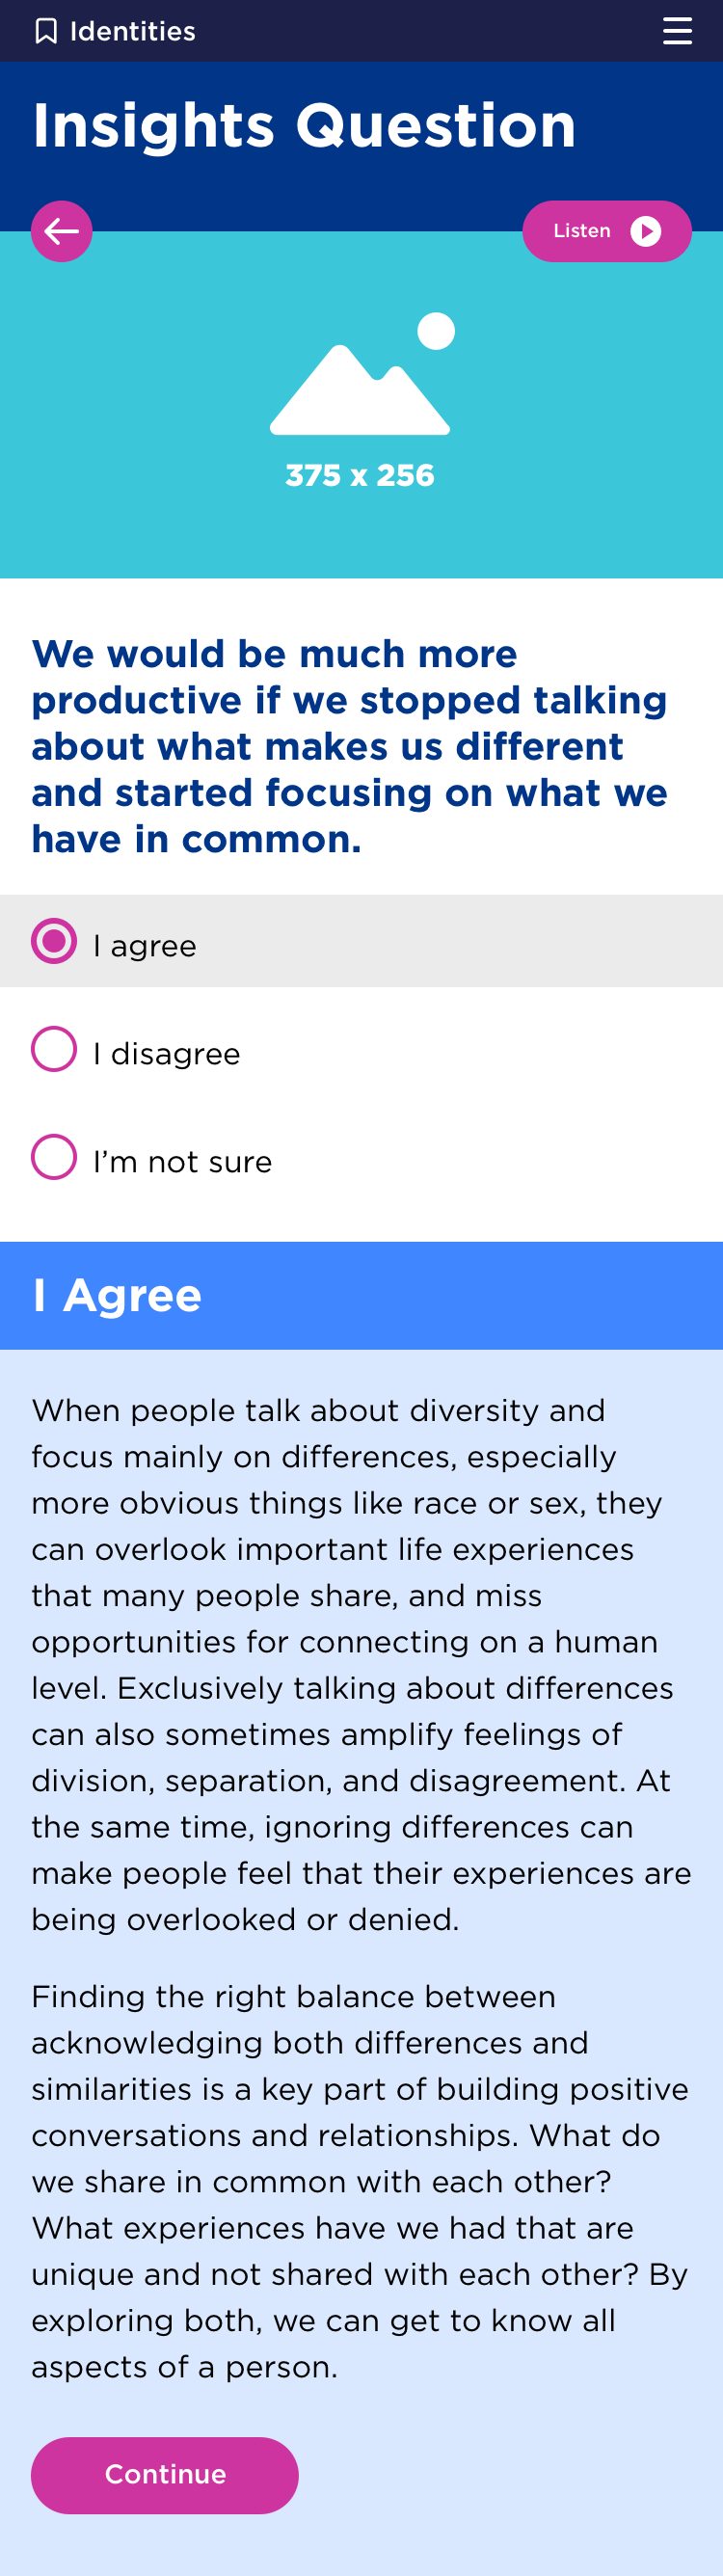 Identities
Insights Question
Listen
375 x 256
We would be much more
productive if we stopped talking
about what makes us different
and started focusing on what we
have in common.
I agree
I disagree
I’m not sure
I Agree
When people talk about diversity and
focus mainly on differences, especially
more obvious things like race or sex, they
can overlook important life experiences
that many people share, and miss
opportunities for connecting on a human
level. Exclusively talking about differences
can also sometimes amplify feelings of
division, separation, and disagreement. At
the same time, ignoring differences can
make people feel that their experiences are
being overlooked or denied.
Finding the right balance between
acknowledging both differences and
similarities is a key part of building positive
conversations and relationships. What do
we share in common with each other?
What experiences have we had that are
unique and not shared with each other? By
exploring both, we can get to know all
aspects of a person.
Continue